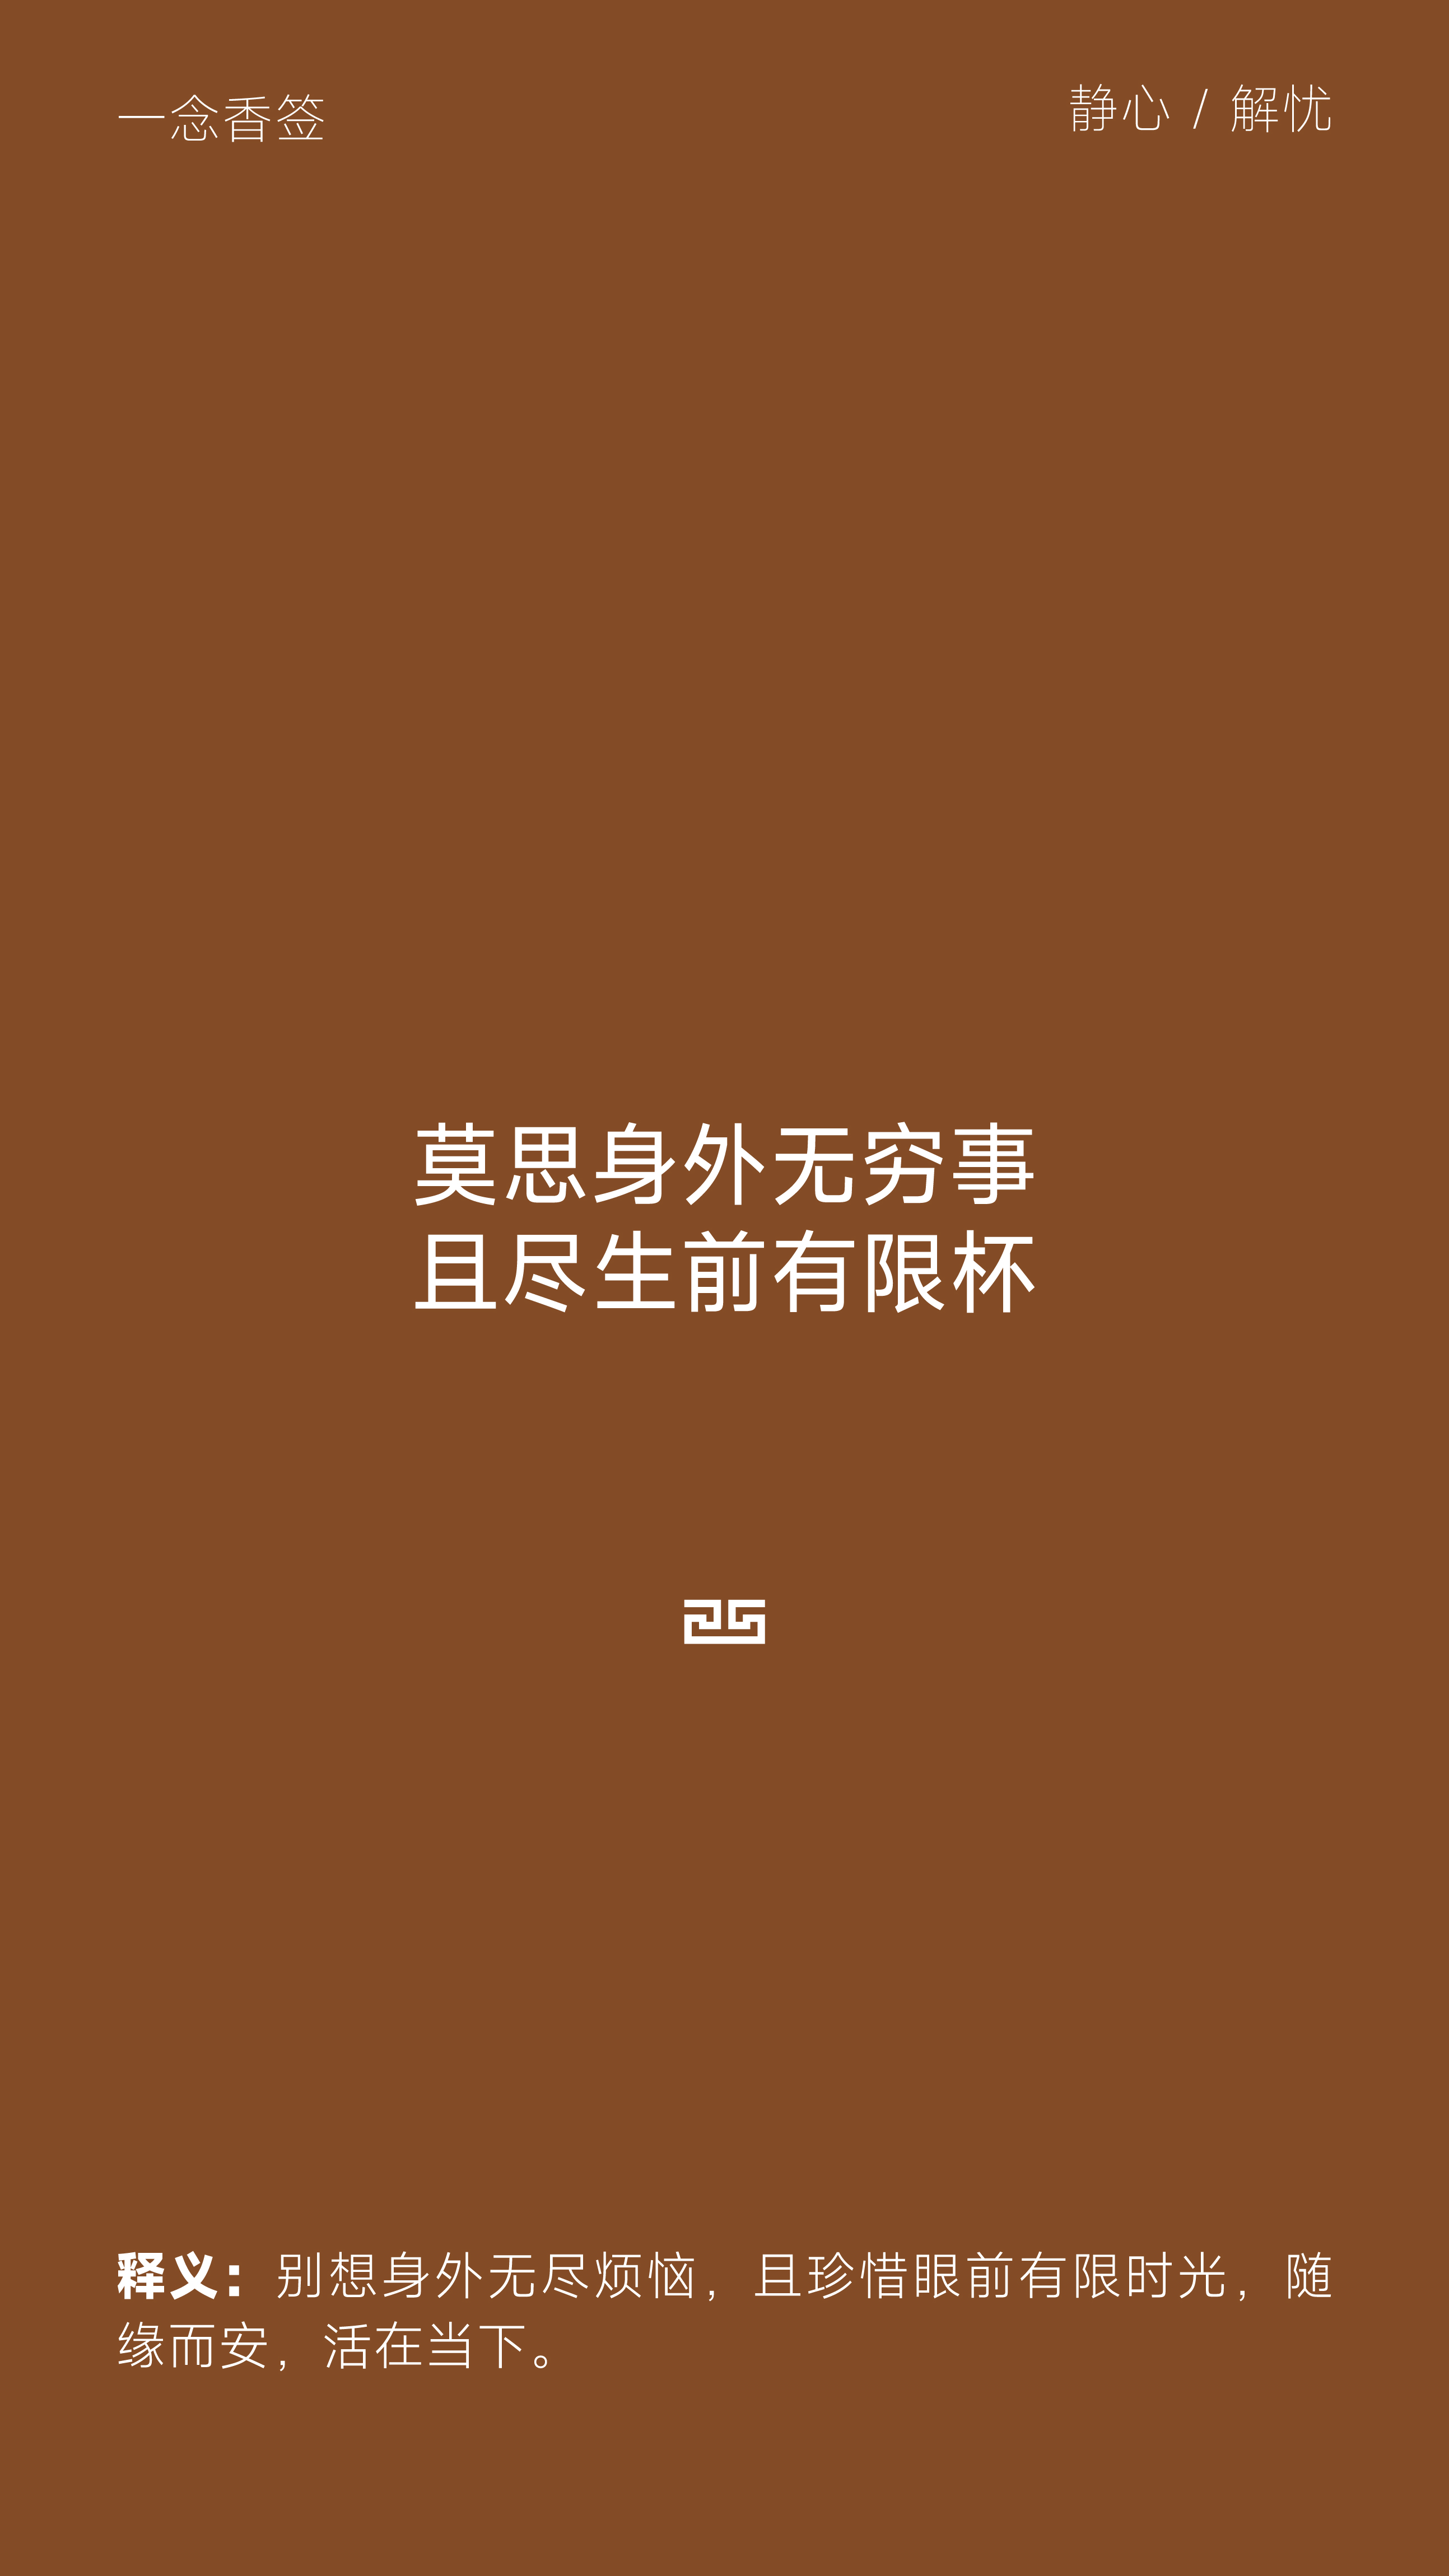 一念香签
静心 / 解忧
莫思身外无穷事
且尽生前有限杯
释义：别想身外无尽烦恼，且珍惜眼前有限时光，随
缘而安，活在当下。